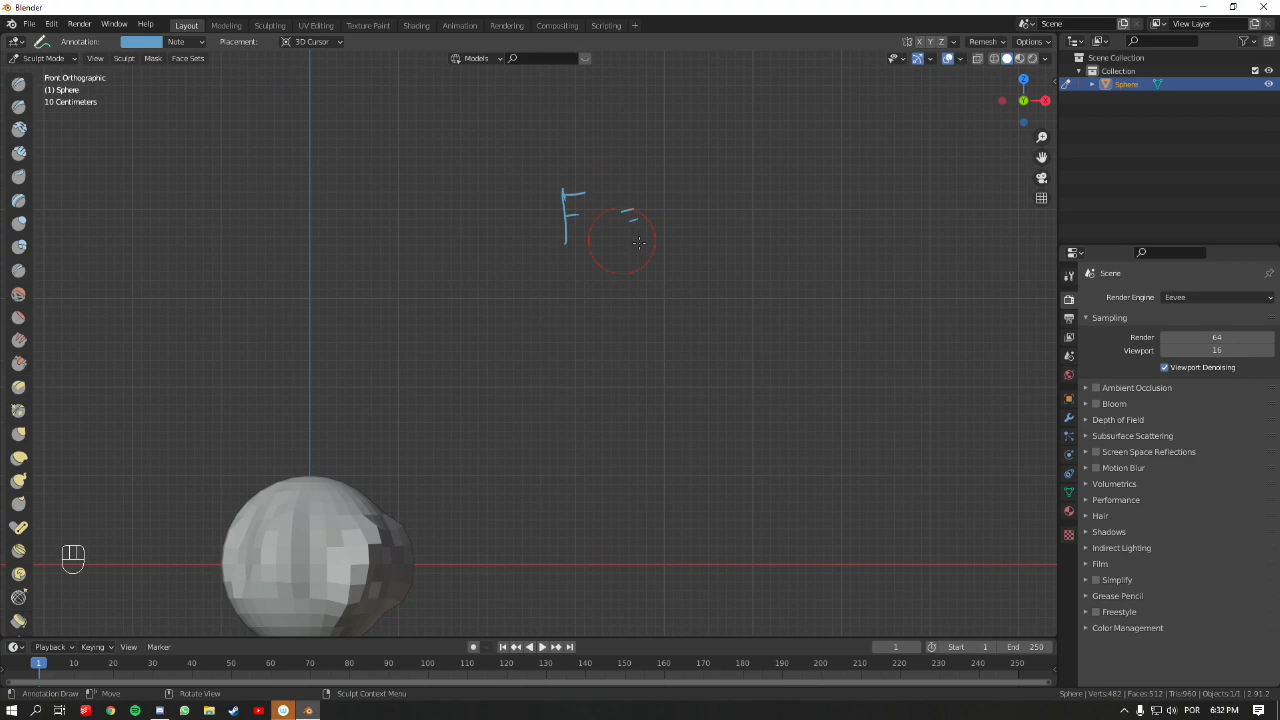 Blender
File Edit Render Window Help Layout Modeling Sculpting UV Editing Texture Paint Shading Animation Rendering Compositing Scripting + Scene View Layer
Annotation: Note Placement: 3D Cursor X Y Z Remesh Options
Sculpt Mode View Sculpt Mask Face Sets Models
Front Orthographic
(1) Sphere
10 Centimeters
Z
Y X
F =
Scene Collection
Collection
Sphere
Scene
Render Engine Eevee
Sampling
Render 64
Viewport 16
Viewport Denoising
Ambient Occlusion
Bloom
Depth of Field
Subsurface Scattering
Screen Space Reflections
Motion Blur
Volumetrics
Performance
Hair
Shadows
Indirect Lighting
Film
Simplify
Grease Pencil
Freestyle
Color Management
Playback Keying View Marker 1 Start 1 End 250
1 10 20 30 40 50 60 70 80 90 100 110 120 130 140 150 160 170 180 190 200 210 220 230 240 250
Annotation Draw Move Rotate View Sculpt Context Menu Sphere | Verts:482 | Faces:512 | Tris:960 | Objects:1/1 | 2.91.2
POR 6:32 PM